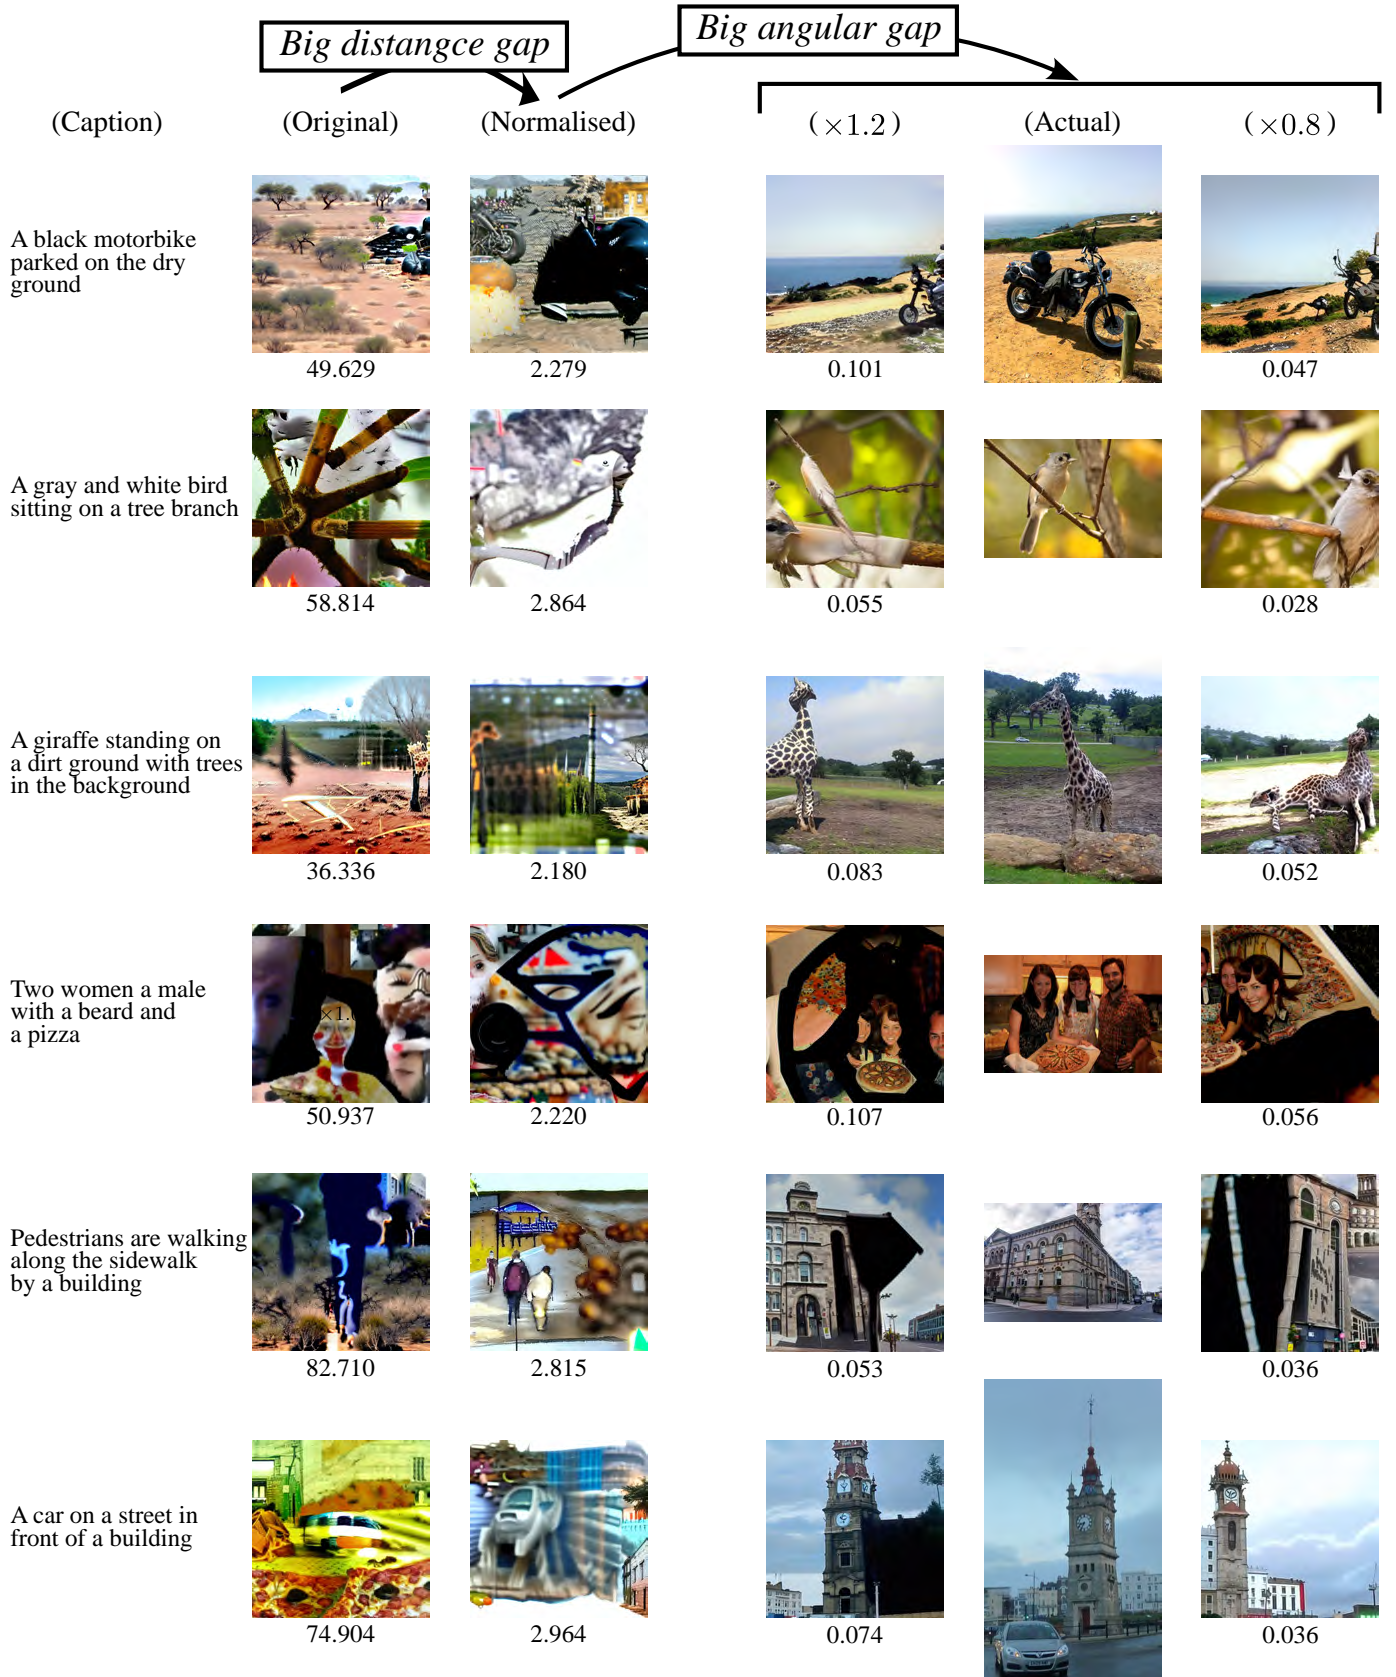 Big distangce gap
Big angular gap
(Caption)
(Original)
(Normalised)
(×1.2)
(Actual)
(×0.8)
A black motorbike
parked on the dry
ground
49.629
2.279
0.101
0.047
A gray and white bird
sitting on a tree branch
58.814
2.864
0.055
0.028
A giraffe standing on
a dirt ground with trees
in the background
36.336
2.180
0.083
0.052
Two women a male
with a beard and
a pizza
50.937
2.220
0.107
0.056
Pedestrians are walking
along the sidewalk
by a building
82.710
2.815
0.053
0.036
A car on a street in
front of a building
74.904
2.964
0.074
0.036